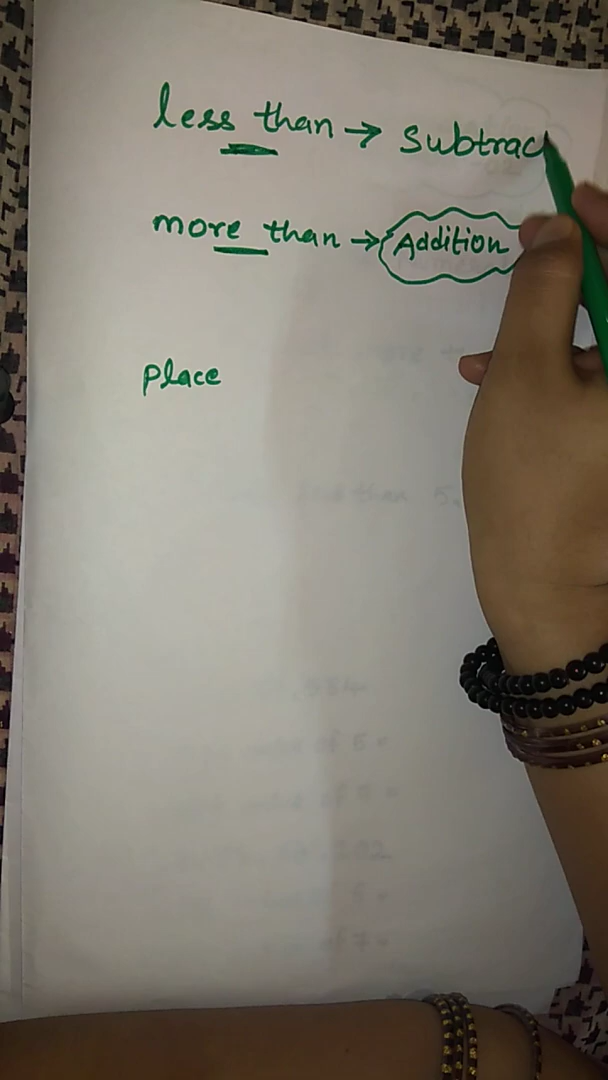 less than → Subtrac
more than → Addition
place